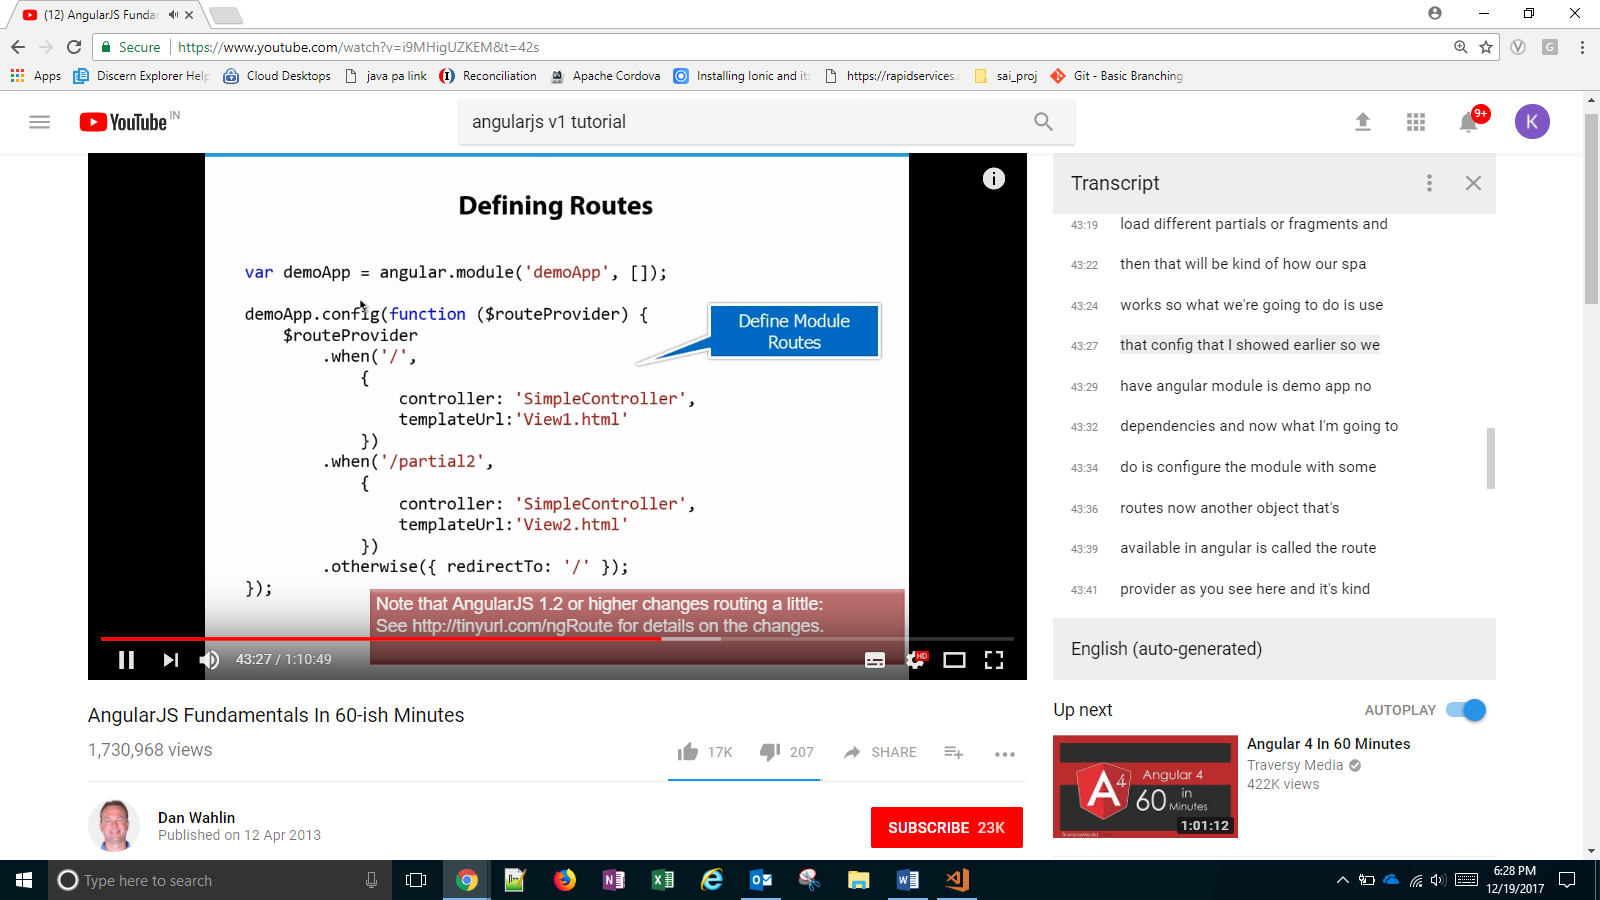 (12) AngularJS Fundar
Secure
https://www.youtube.com/watch?v=i9MHigUZKEM&t=42s
Apps
Discern Explorer Help
Cloud Desktops
java pa link
Reconciliation
Apache Cordova
Installing Ionic and its
https://rapidservices.
sai_proj
Git - Basic Branching
YouTube IN
angularjs v1 tutorial
9+
K
Defining Routes
var demoApp = angular.module('demoApp', []);
demoApp.config(function ($routeProvider) {
$routeProvider
.when('/',
{
controller: 'SimpleController',
templateUrl:'View1.html'
})
.when('/partial2',
{
controller: 'SimpleController',
templateUrl:'View2.html'
})
.otherwise({ redirectTo: '/' });
});
Define Module
Routes
Note that AngularJS 1.2 or higher changes routing a little:
See http://tinyurl.com/ngRoute for details on the changes.
43:27 / 1:10:49
HD
Transcript
43:19 load different partials or fragments and
43:22 then that will be kind of how our spa
43:24 works so what we're going to do is use
43:27 that config that I showed earlier so we
43:29 have angular module is demo app no
43:32 dependencies and now what I'm going to
43:34 do is configure the module with some
43:36 routes now another object that's
43:39 available in angular is called the route
43:41 provider as you see here and it's kind
English (auto-generated)
AngularJS Fundamentals In 60-ish Minutes
1,730,968 views
17K
207
SHARE
Dan Wahlin
Published on 12 Apr 2013
SUBSCRIBE 23K
Up next
AUTOPLAY
A4
Angular 4
60 in
Minutes
1:01:12
Angular 4 In 60 Minutes
Traversy Media
422K views
Type here to search
6:28 PM
12/19/2017